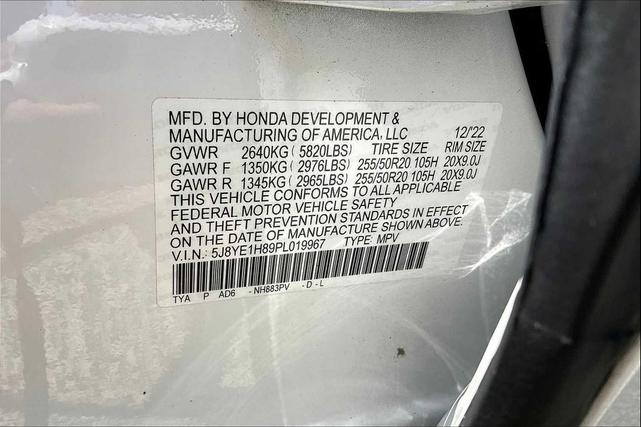 MFD. BY HONDA DEVELOPMENT &
MANUFACTURING OF AMERICA, LLC 12/'22
GVWR 2640KG ( 5820LBS) TIRE SIZE RIM SIZE
GAWR F 1350KG ( 2976LBS) 255/50R20 105H 20X9.0J
GAWR R 1345KG ( 2965LBS) 255/50R20 105H 20X9.0J
THIS VEHICLE CONFORMS TO ALL APPLICABLE
FEDERAL MOTOR VEHICLE SAFETY
AND THEFT PREVENTION STANDARDS IN EFFECT
ON THE DATE OF MANUFACTURE SHOWN ABOVE.
V.I.N.: 5J8YE1H89PL019967 TYPE: MPV
TYA P AD6 - NH883PV - D - L